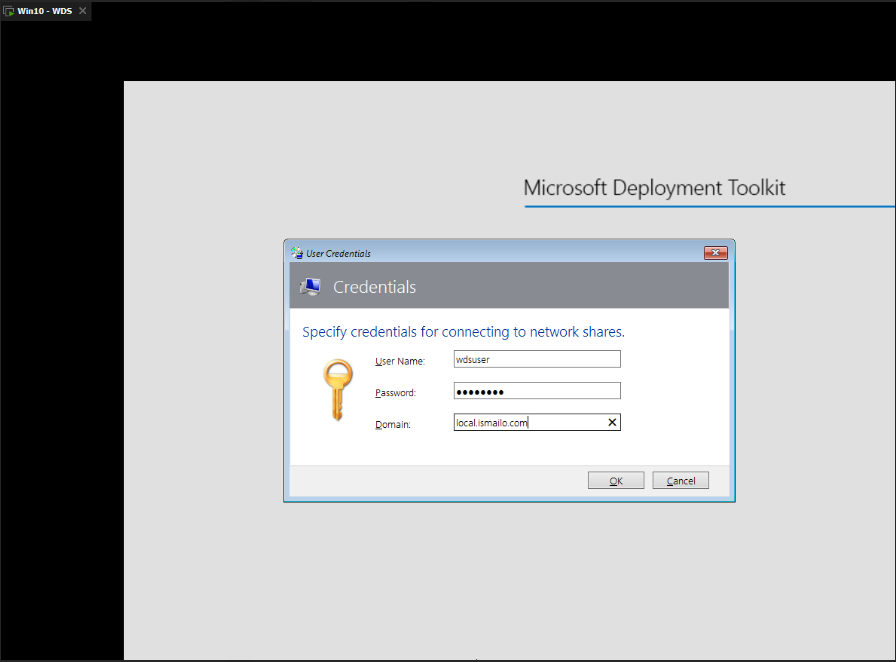 Win10 - WDS
Microsoft Deployment Toolkit
User Credentials
Credentials
Specify credentials for connecting to network shares.
User Name: wdsuser
Password: ●●●●●●●●
Domain: local.ismailo.com
OK Cancel